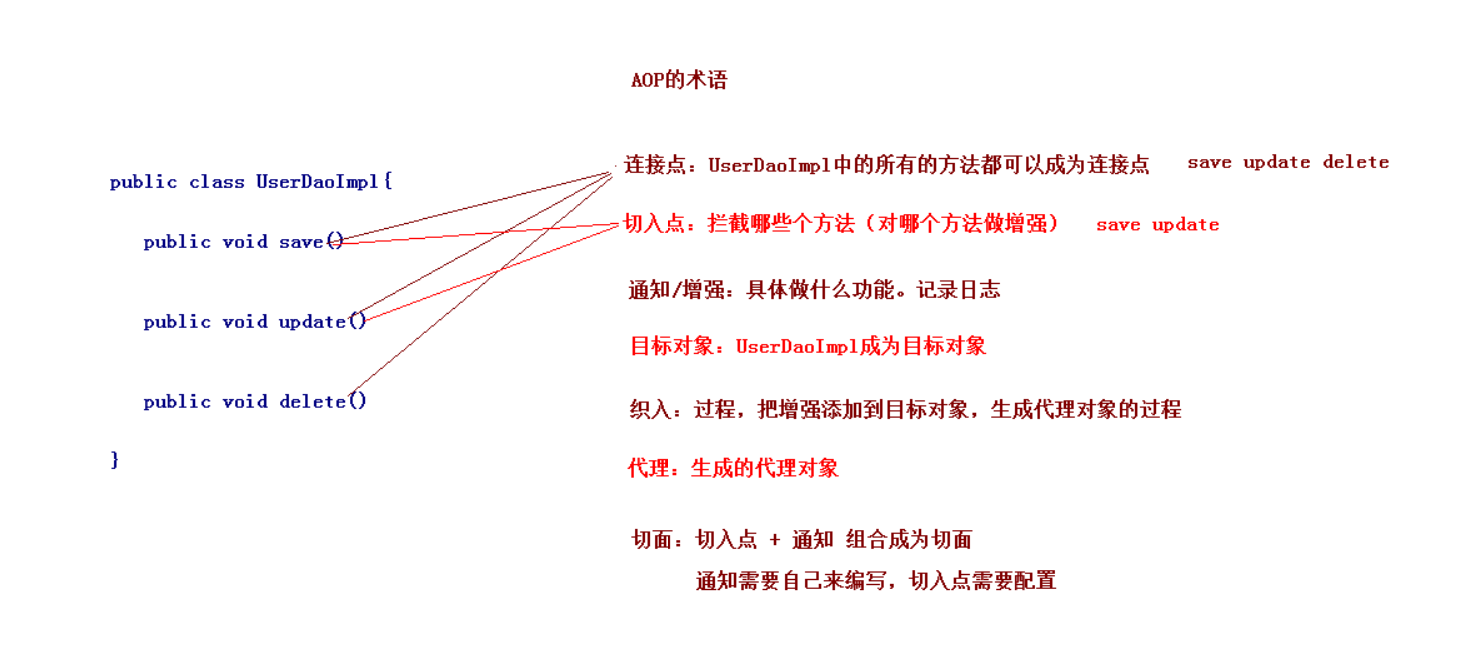 AOP的术语
public class UserDaoImpl{
public void save()
public void update()
public void delete()
}
连接点：UserDaoImpl中的所有的方法都可以成为连接点 save update delete
切入点：拦截哪些个方法（对哪个方法做增强） save update
通知/增强：具体做什么功能。记录日志
目标对象：UserDaoImpl成为目标对象
织入：过程，把增强添加到目标对象，生成代理对象的过程
代理：生成的代理对象
切面：切入点 + 通知 组合成为切面
通知需要自己来编写，切入点需要配置